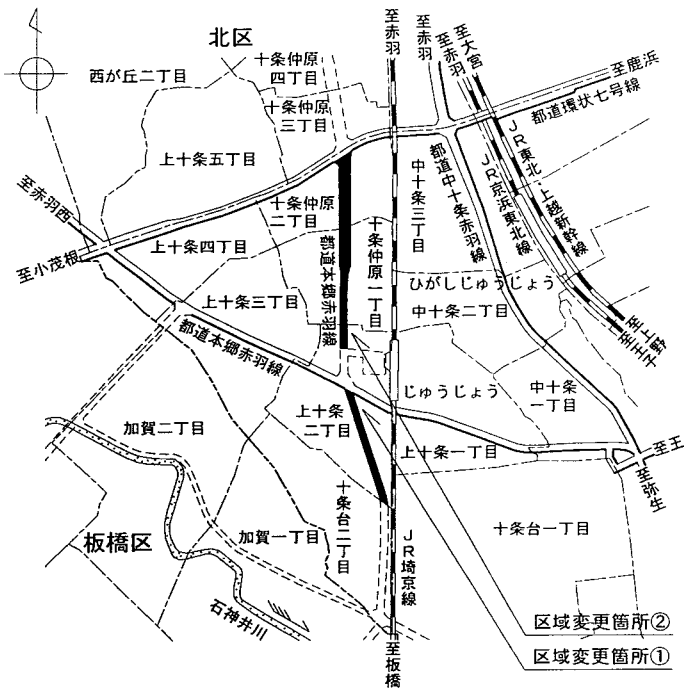 北区
西が丘二丁目
十条仲原
四丁目
十条仲原
三丁目
至赤羽
至赤羽
至赤羽
至大宮
至鹿浜
都道環状七号線
上十条五丁目
JR東北・上越新幹線
JR京浜東北線
都道中十条赤羽線
中十条三丁目
至赤羽西
十条仲原
二丁目
上十条四丁目
至小茂根
都道本郷赤羽線
十条仲原一丁目
ひがしじゅうじょう
中十条二丁目
上十条三丁目
都道本郷赤羽線
至上野
至王子
じゅうじょう
中十条
一丁目
上十条
二丁目
加賀二丁目
上十条一丁目
至王
至弥生
十条台二丁目
十条台一丁目
加賀一丁目
板橋区
JR埼京線
石神井川
区域変更箇所②
区域変更箇所①
至板橋